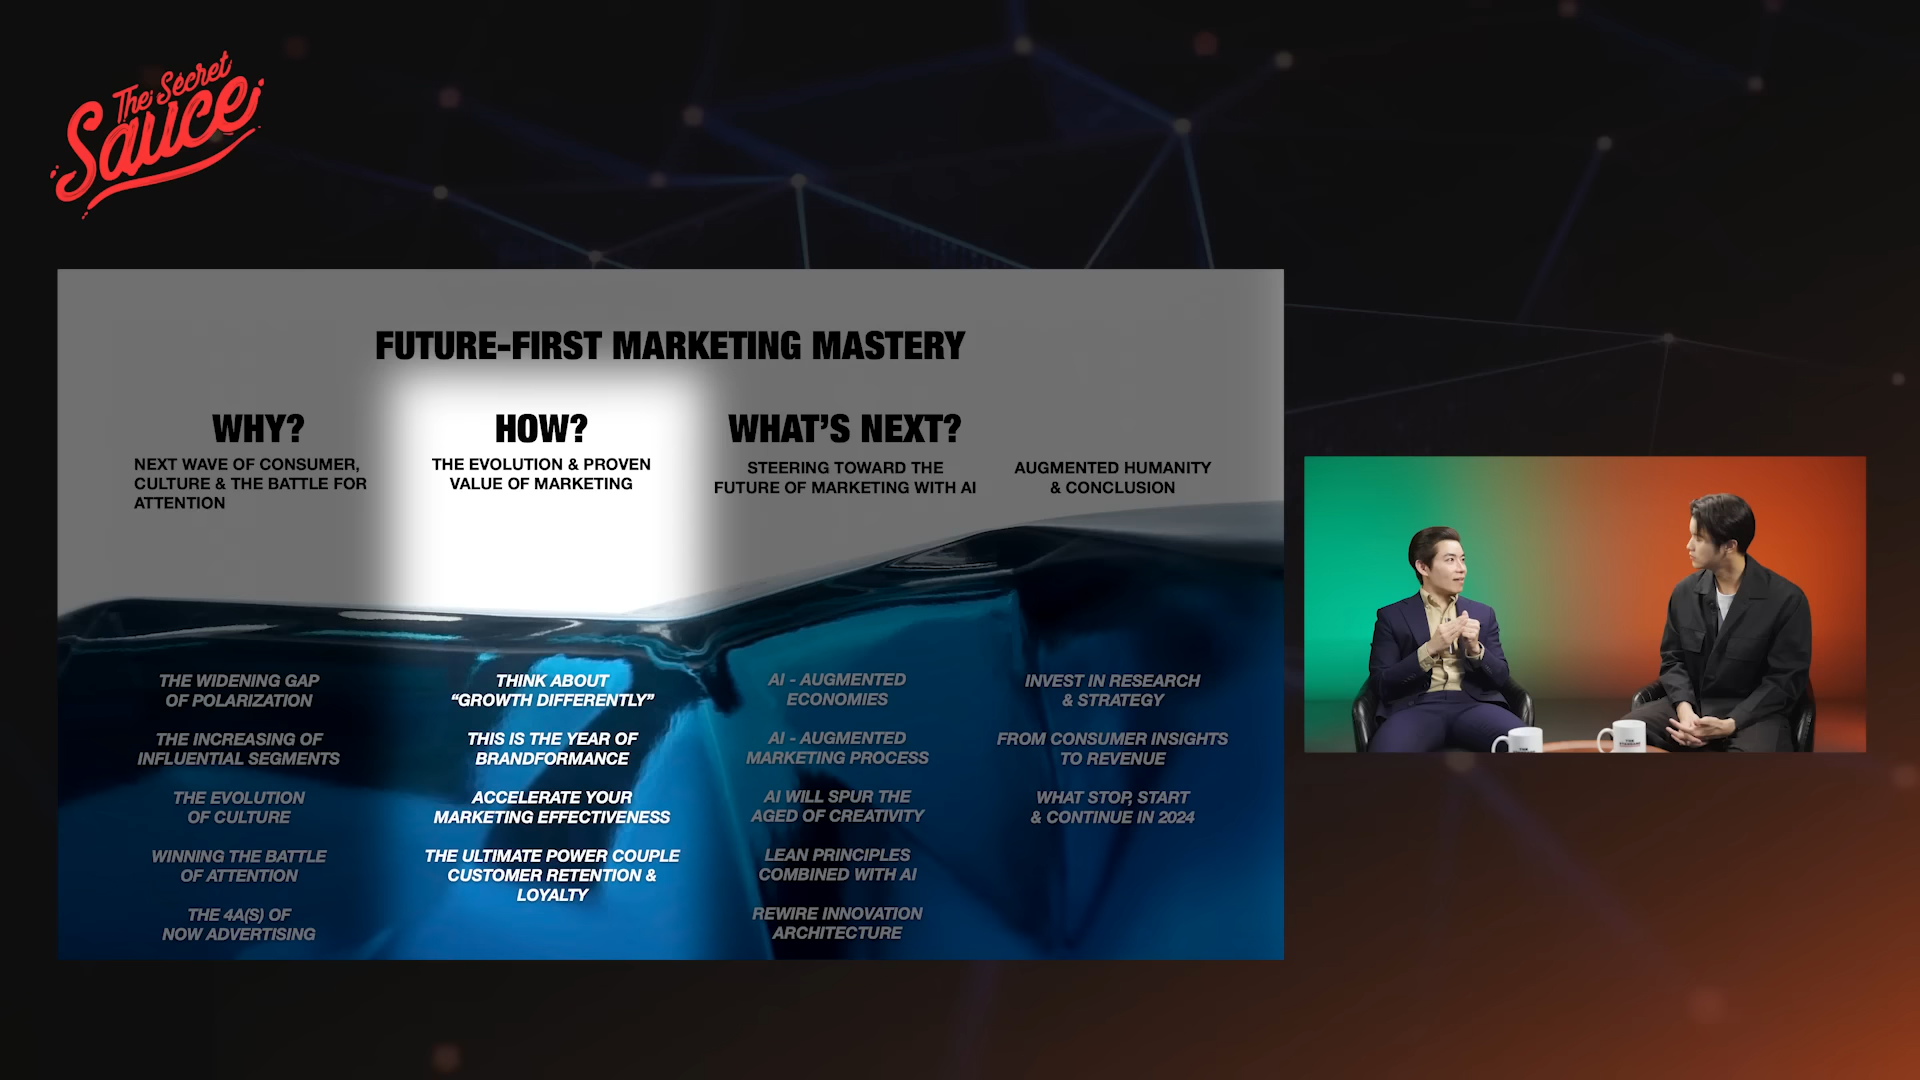 The Secret
Sauce
FUTURE-FIRST MARKETING MASTERY
WHY?
NEXT WAVE OF CONSUMER,
CULTURE & THE BATTLE FOR
ATTENTION
HOW?
THE EVOLUTION & PROVEN
VALUE OF MARKETING
WHAT’S NEXT?
STEERING TOWARD THE
FUTURE OF MARKETING WITH AI
AUGMENTED HUMANITY
& CONCLUSION
THE WIDENING GAP
OF POLARIZATION
THE INCREASING OF
INFLUENTIAL SEGMENTS
THE EVOLUTION
OF CULTURE
WINNING THE BATTLE
OF ATTENTION
THE 4A(S) OF
NOW ADVERTISING
THINK ABOUT
“GROWTH DIFFERENTLY”
THIS IS THE YEAR OF
BRANDFORMANCE
ACCELERATE YOUR
MARKETING EFFECTIVENESS
THE ULTIMATE POWER COUPLE
CUSTOMER RETENTION &
LOYALTY
AI - AUGMENTED
ECONOMIES
AI - AUGMENTED
MARKETING PROCESS
AI WILL SPUR THE
AGED OF CREATIVITY
LEAN PRINCIPLES
COMBINED WITH AI
REWIRE INNOVATION
ARCHITECTURE
INVEST IN RESEARCH
& STRATEGY
FROM CONSUMER INSIGHTS
TO REVENUE
WHAT STOP, START
& CONTINUE IN 2024